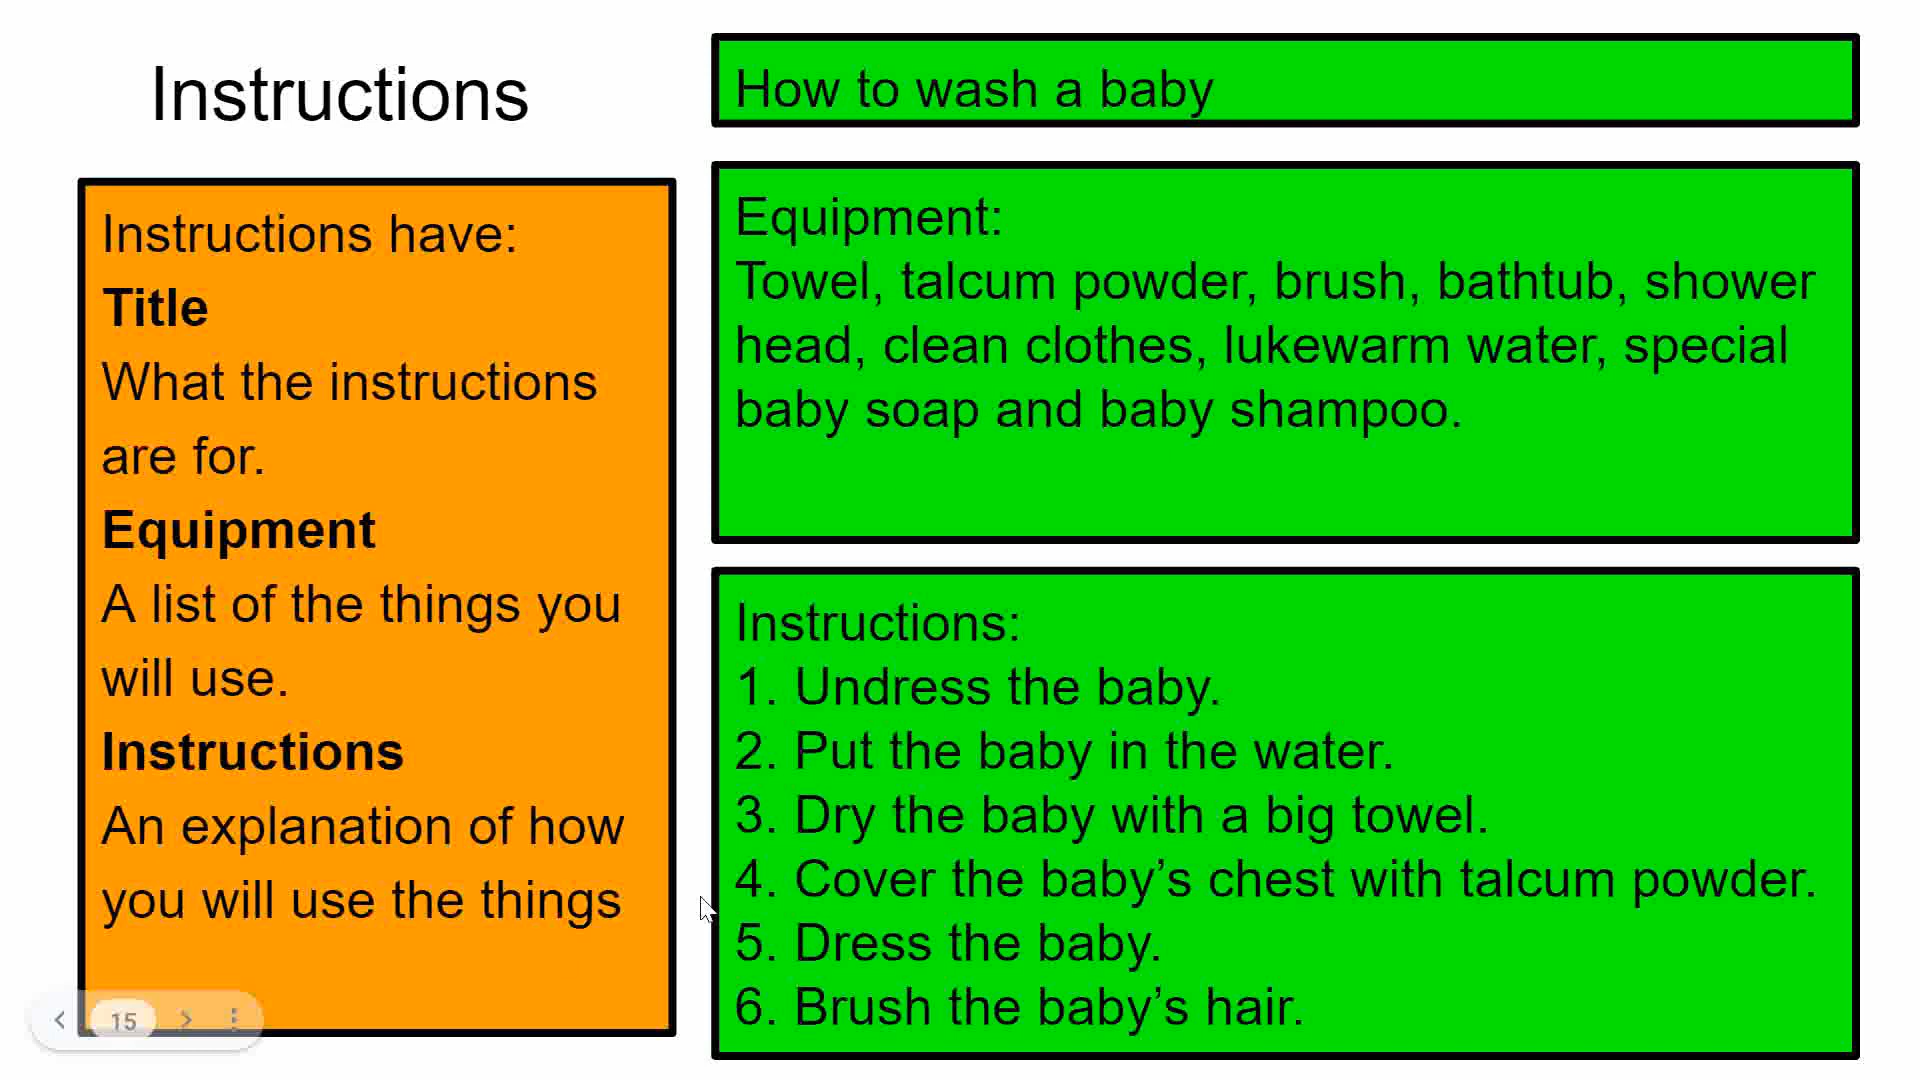 Instructions
Instructions have:
Title
What the instructions
are for.
Equipment
A list of the things you
will use.
Instructions
An explanation of how
you will use the things
How to wash a baby
Equipment:
Towel, talcum powder, brush, bathtub, shower
head, clean clothes, lukewarm water, special
baby soap and baby shampoo.
Instructions:
1. Undress the baby.
2. Put the baby in the water.
3. Dry the baby with a big towel.
4. Cover the baby’s chest with talcum powder.
5. Dress the baby.
6. Brush the baby’s hair.
15